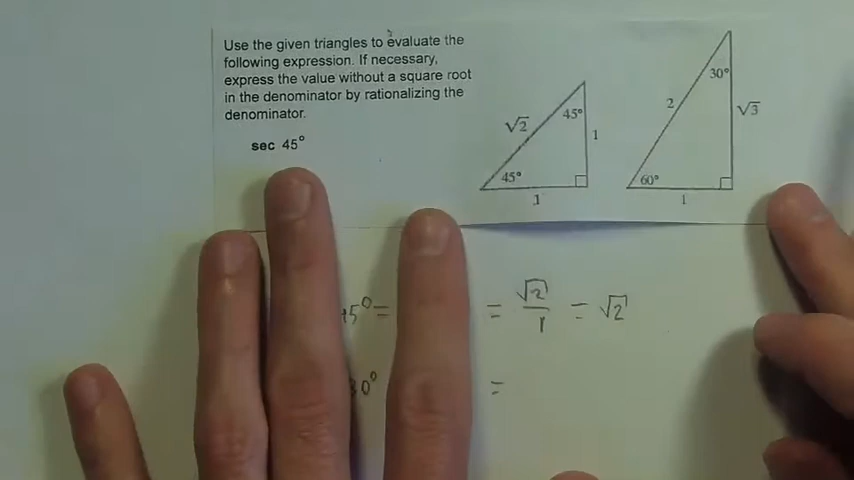 Use the given triangles to evaluate the
following expression. If necessary,
express the value without a square root
in the denominator by rationalizing the
denominator.
sec 45°
√2
45°
1
45°
1
2
30°
√3
60°
1
45° = = √2/1 = √2
30° =